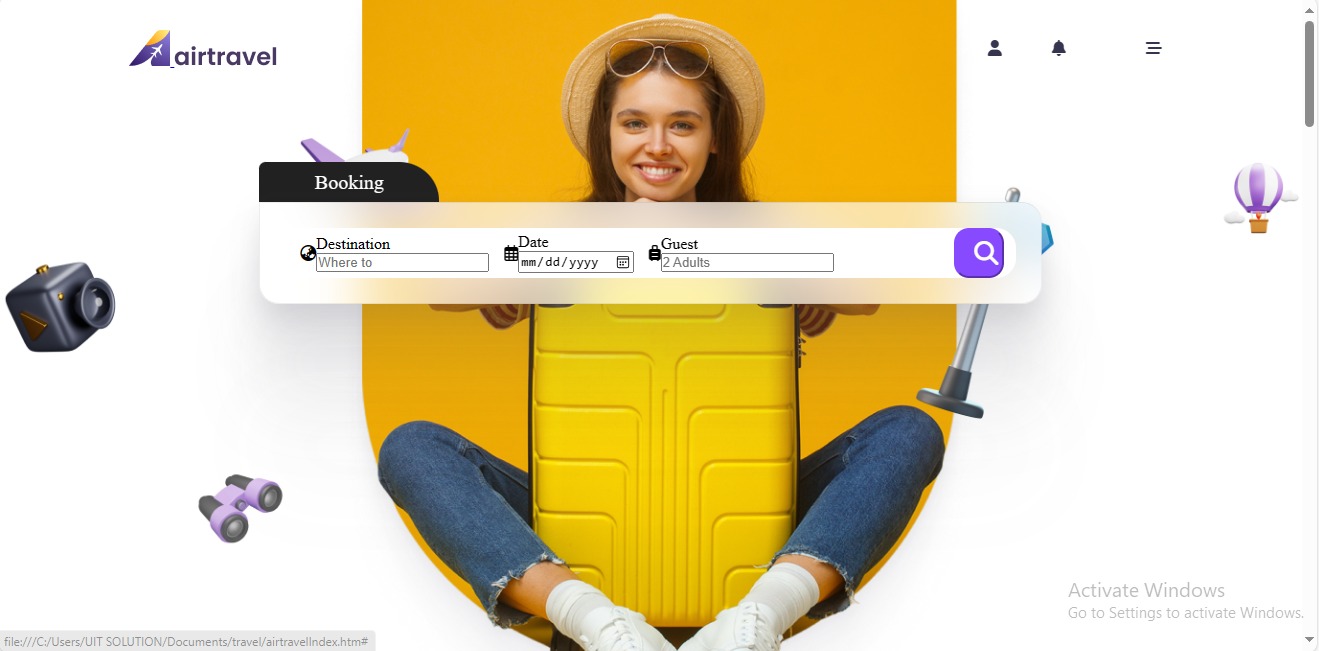 airtravel
Booking
Destination
Where to
Date
mm/dd/yyyy
Guest
2 Adults
Activate Windows
Go to Settings to activate Windows.
file:///C:/Users/UIT SOLUTION/Documents/travel/airtravelIndex.htm#